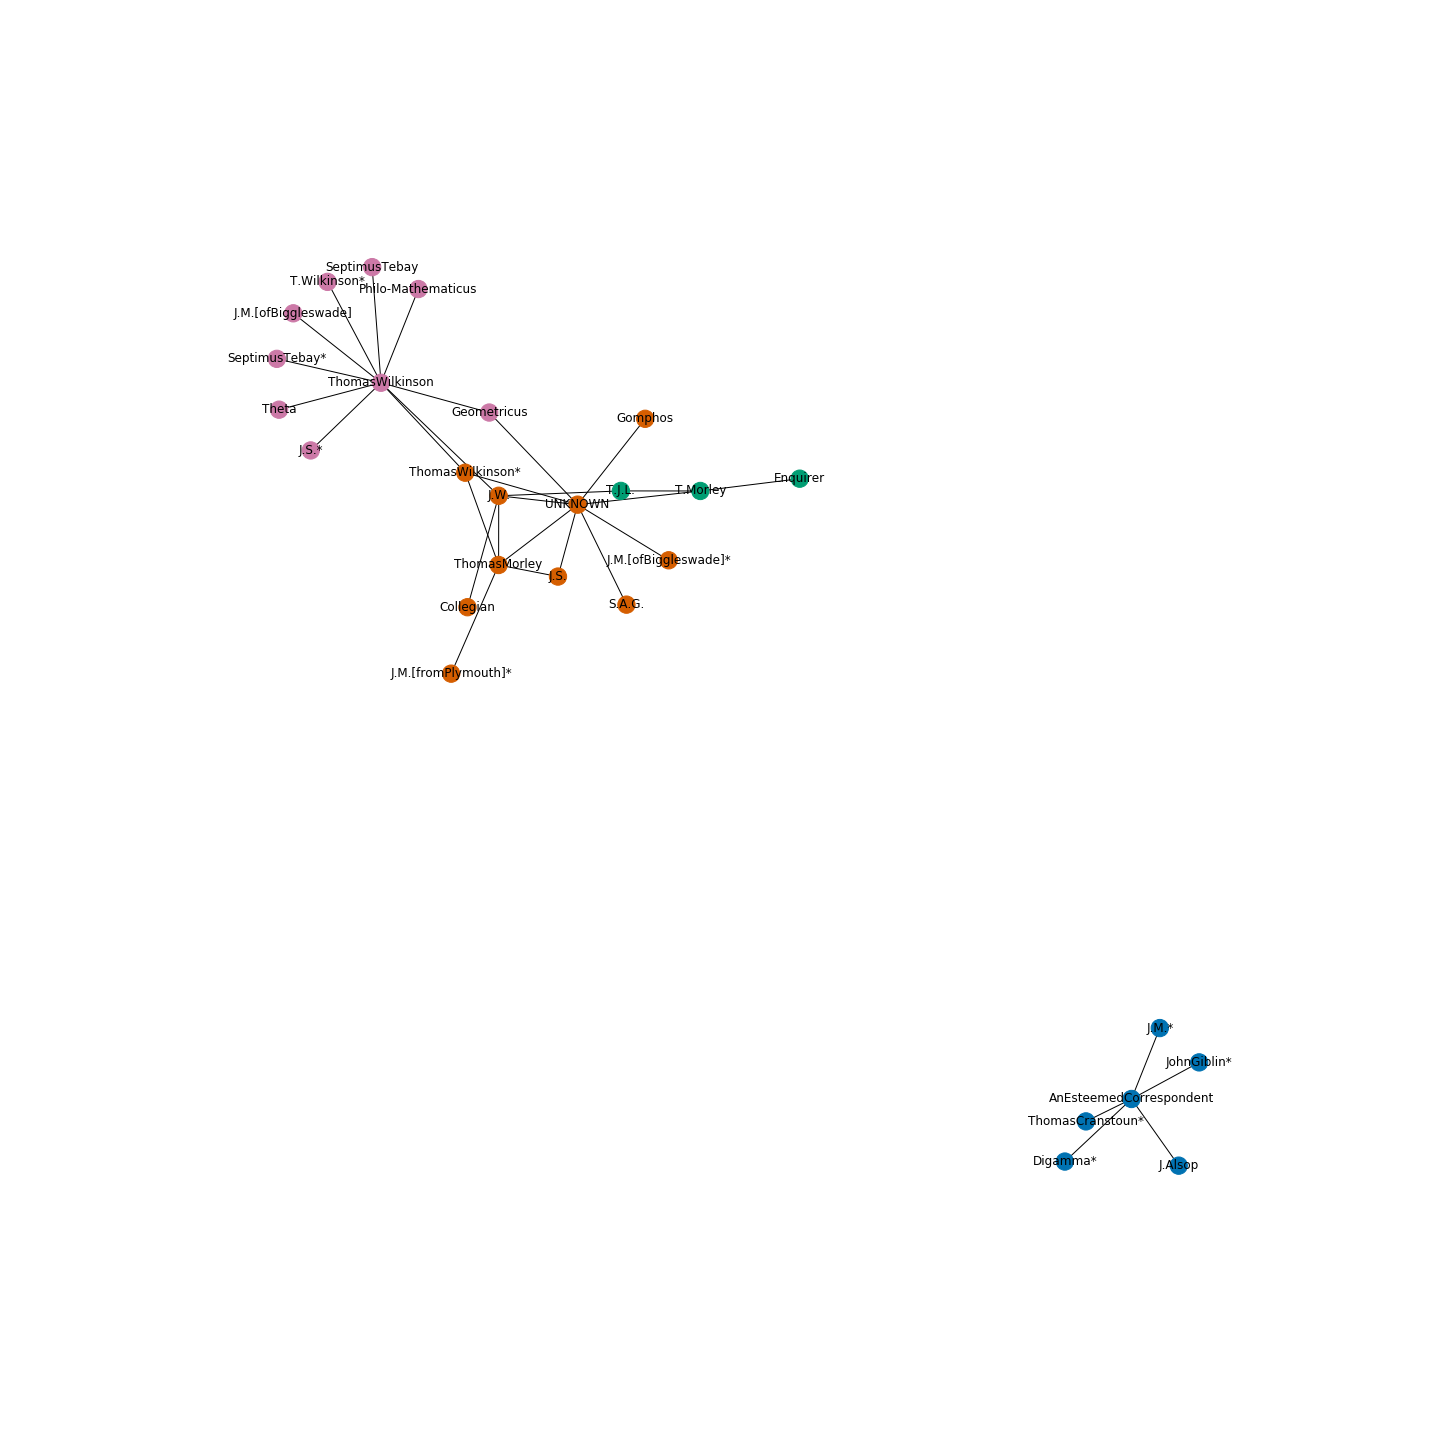 SeptimusTebay
T.Wilkinson*
Philo-Mathematicus
J.M.[ofBiggleswade]
SeptimusTebay*
ThomasWilkinson
Theta
Geometricus
Gomphos
J.S.*
ThomasWilkinson*
Enquirer
J.W.
T.J.L.
T.Morley
UNKNOWN
J.M.[ofBiggleswade]*
ThomasMorley
J.S.
Collegian
S.A.G.
J.M.[fromPlymouth]*
J.M.*
JohnGiblin*
AnEsteemedCorrespondent
ThomasCranstoun*
Digamma*
J.Alsop